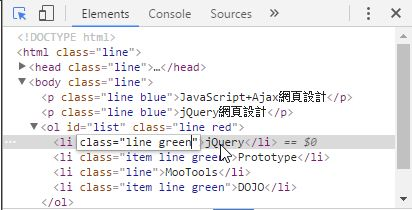 Elements Console Sources
<!DOCTYPE html>
<html class="line">
<head class="line">…</head>
<body class="line">
<p class="line blue">JavaScript+Ajax網頁設計</p>
<p class="line blue">jQuery網頁設計</p>
<ol id="list" class="line red">
... <li class="line green">jQuery</li> == $0
<li class="item line green">Prototype</li>
<li class="line">MooTools</li>
<li class="item line green">DOJO</li>
</ol>